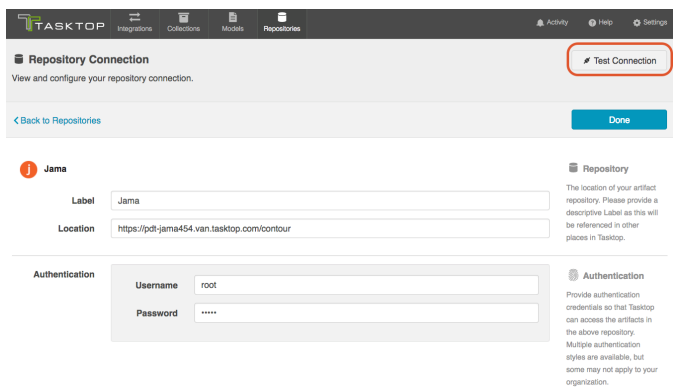 TASKTOP
Integrations Collections Models Repositories Activity Help Settings
Repository Connection
Test Connection
View and configure your repository connection.
Back to Repositories
Done
j Jama
Label Jama
Location https://pdt-jama454.van.tasktop.com/contour
Repository
The location of your artifact
repository. Please provide a
descriptive Label as this will
be referenced in other
places in Tasktop.
Authentication
Username root
Password •••••
Authentication
Provide authentication
credentials so that Tasktop
can access the artifacts in
the above repository.
Multiple authentication
styles are available, but
some may not apply to your
organization.